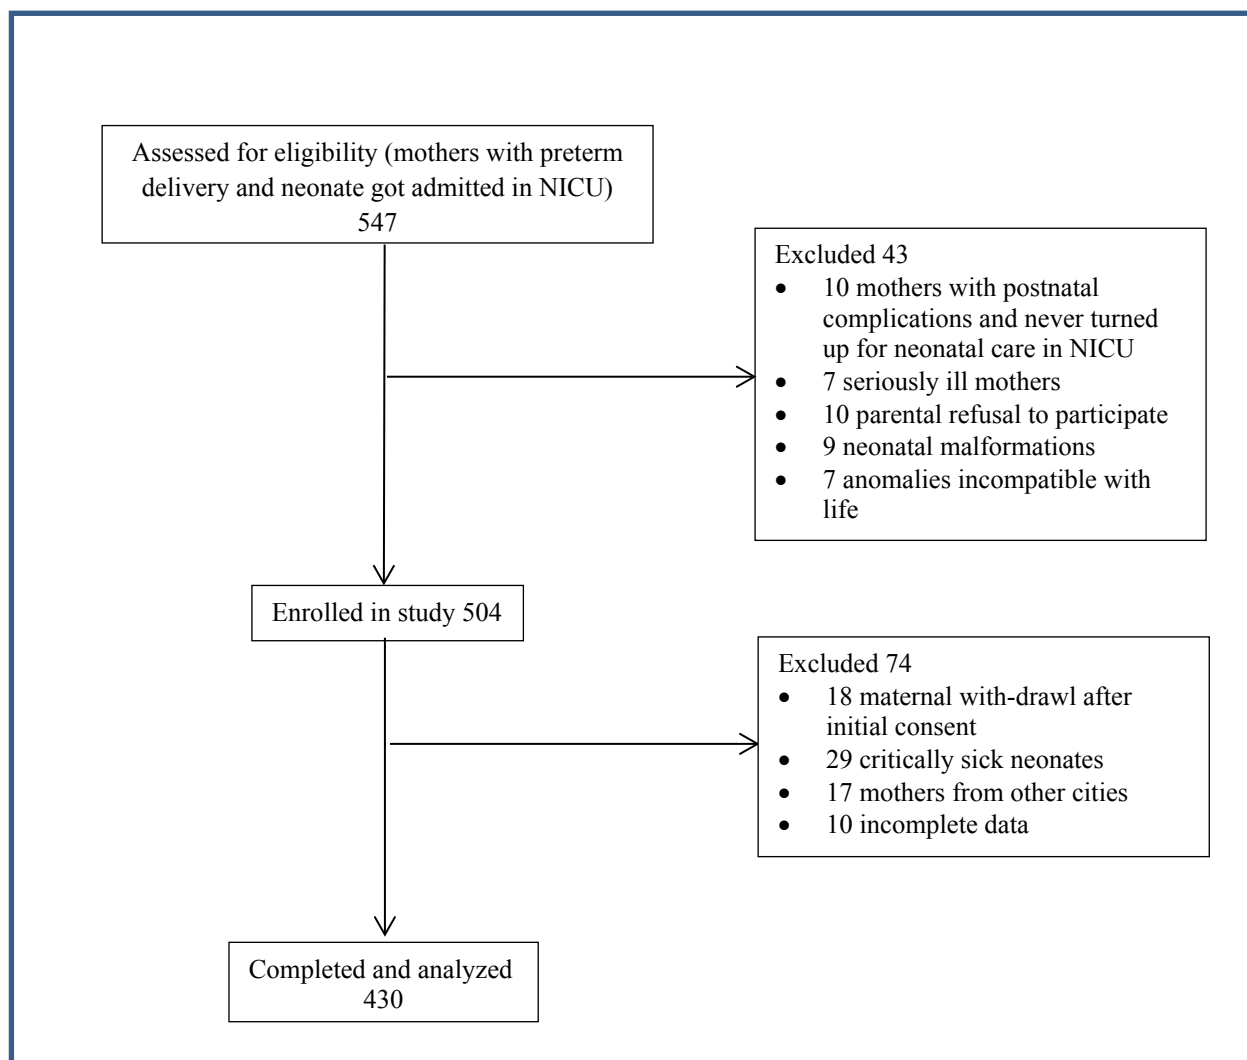 Assessed for eligibility (mothers with preterm
delivery and neonate got admitted in NICU)
547
Excluded 43
• 10 mothers with postnatal
complications and never turned
up for neonatal care in NICU
• 7 seriously ill mothers
• 10 parental refusal to participate
• 9 neonatal malformations
• 7 anomalies incompatible with
life
Enrolled in study 504
Excluded 74
• 18 maternal with-drawl after
initial consent
• 29 critically sick neonates
• 17 mothers from other cities
• 10 incomplete data
Completed and analyzed
430